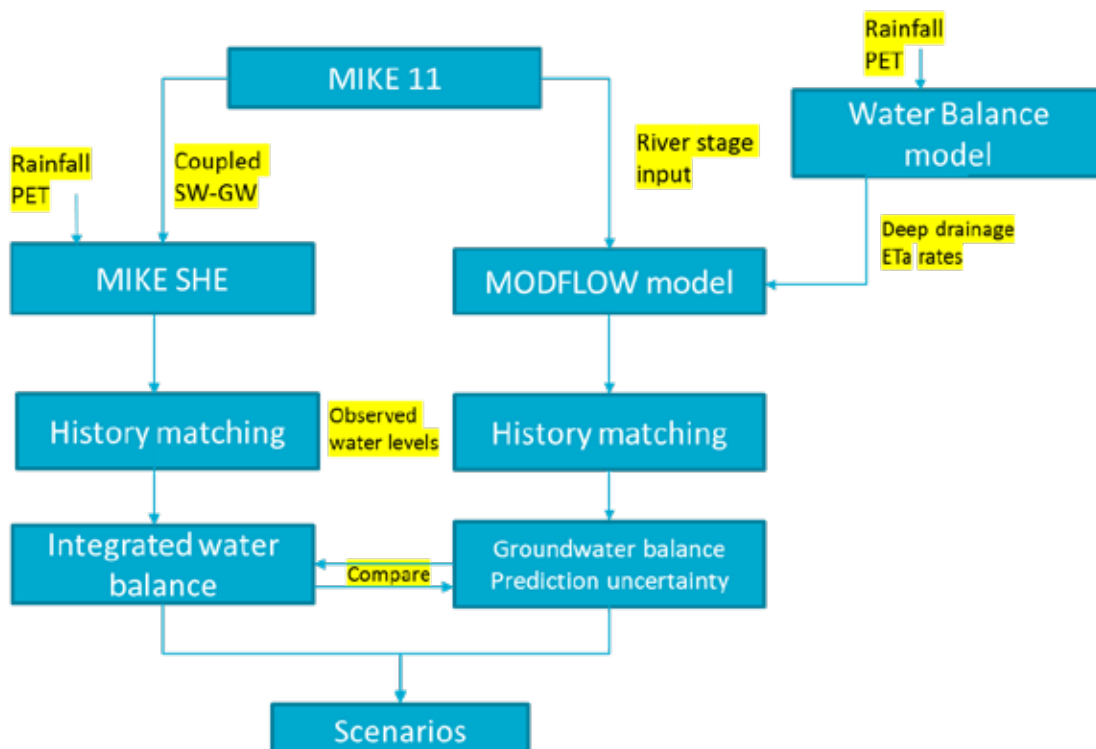 Rainfall
PET
MIKE 11
Water Balance
model
Rainfall
PET
Coupled
SW-GW
River stage
input
Deep drainage
ETa rates
MIKE SHE
MODFLOW model
History matching
Observed
water levels
History matching
Integrated water
balance
Compare
Groundwater balance
Prediction uncertainty
Scenarios